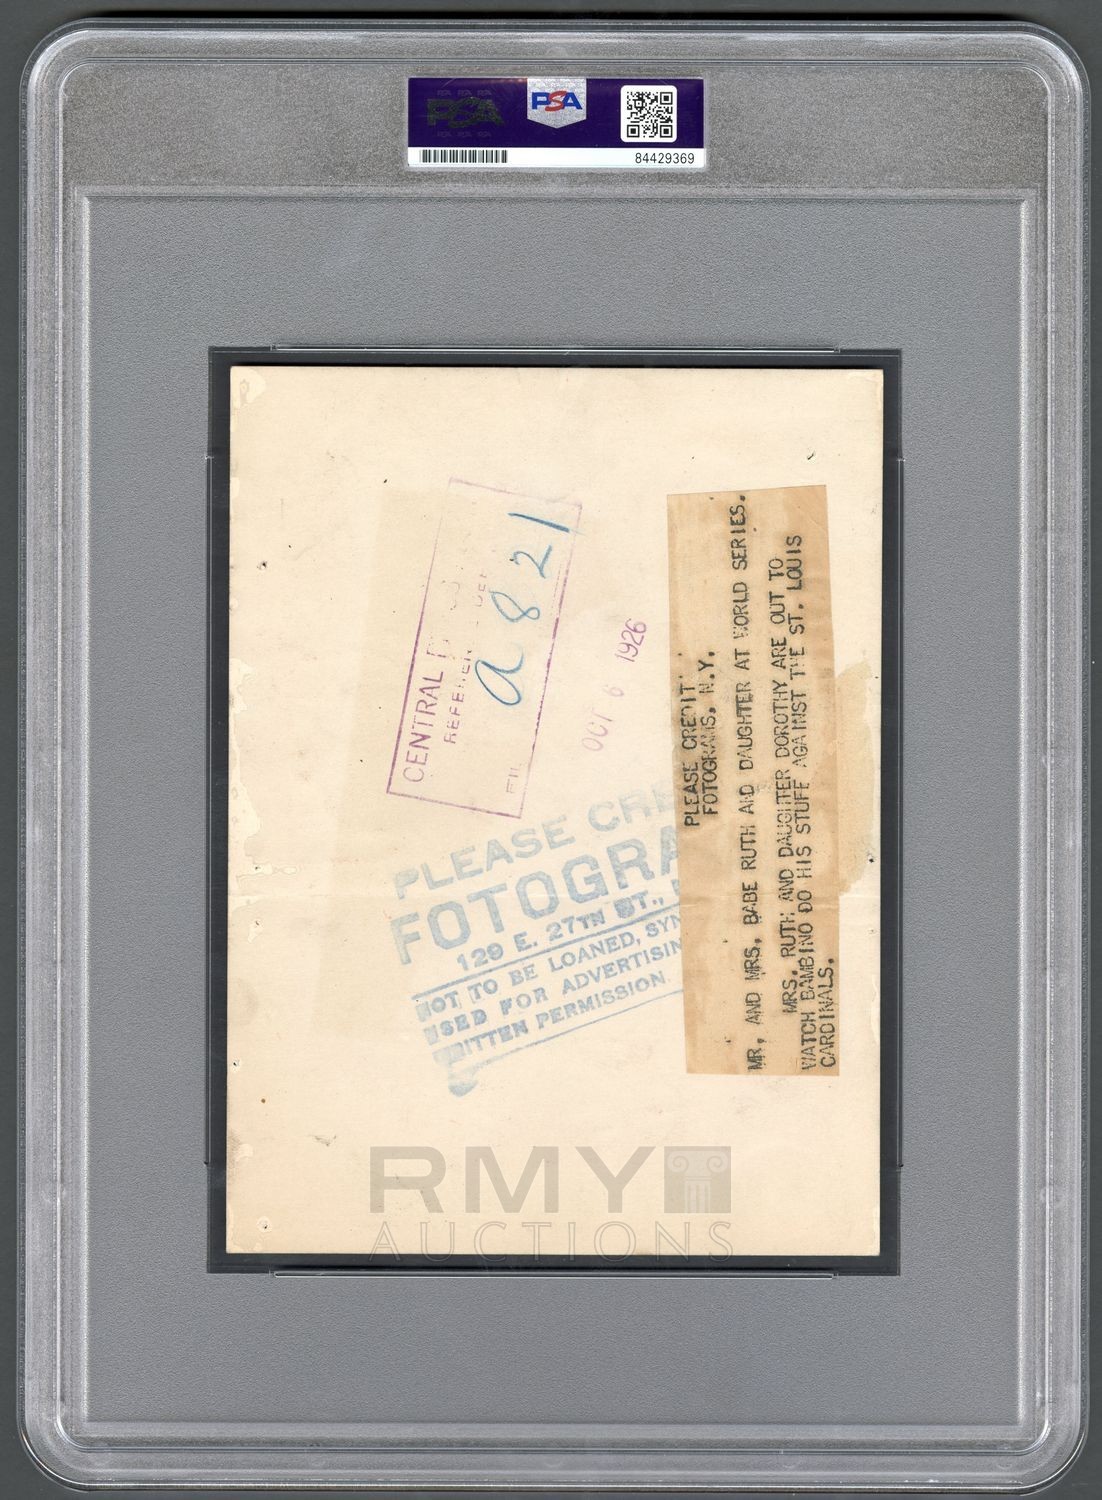 PSA
84429369
CENTRAL
a 821
OCT 6 1926
PLEASE CRE
FOTOGRA
129 E. 27TH ST.,
NOT TO BE LOANED, SYN
USED FOR ADVERTISIN
WRITTEN PERMISSION.
PLEASE CREDIT
FOTOGRAMS, N.Y.
MR, AND MRS. BABE RUTH AND DAUGHTER AT WORLD SERIES.
MRS. RUTH AND DAUGHTER DOROTHY ARE OUT TO
WATCH BAMBINO DO HIS STUFF AGAINST THE ST. LOUIS
CARDINALS.
RMY
AUCTIONS